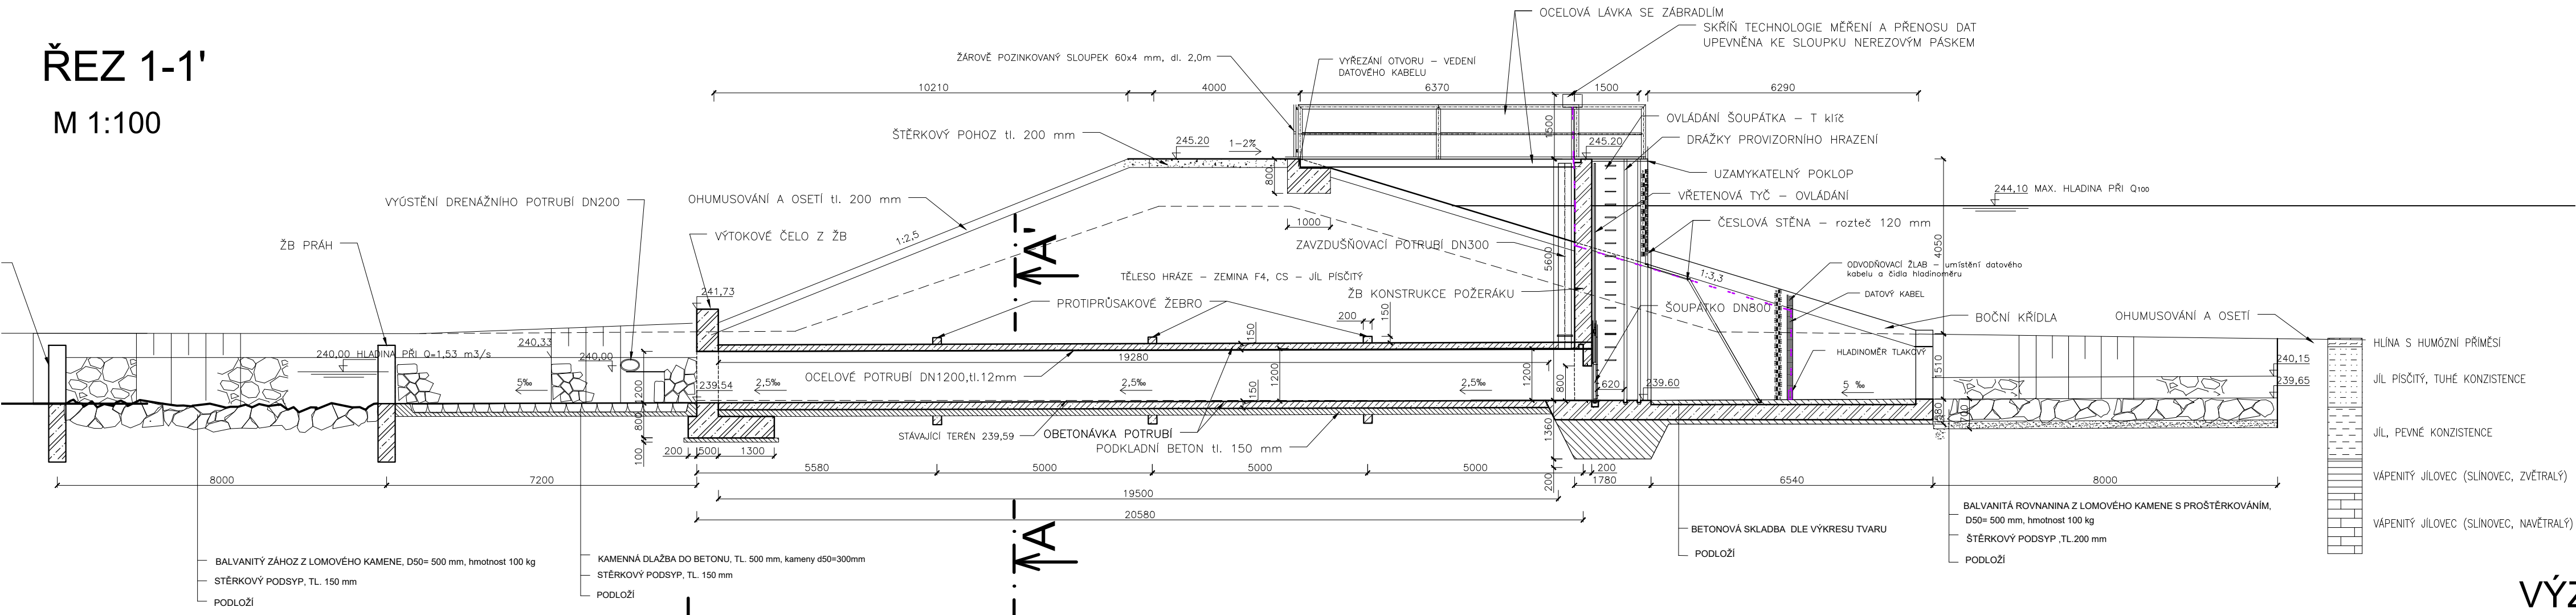 ŘEZ 1-1'
M 1:100
OCELOVÁ LÁVKA SE ZÁBRADLÍM
SKŘÍŇ TECHNOLOGIE MĚŘENÍ A PŘENOSU DAT
UPEVNĚNA KE SLOUPKU NEREZOVÝM PÁSKEM
ŽÁROVĚ POZINKOVANÝ SLOUPEK 60x4 mm, dl. 2,0m
VYŘEZÁNÍ OTVORU – VEDENÍ
DATOVÉHO KABELU
10210
4000
6370
1500
6290
1500
OVLÁDÁNÍ ŠOUPÁTKA – T klíč
ŠTĚRKOVÝ POHOZ tl. 200 mm
245.20
1-2%
245.20
DRÁŽKY PROVIZORNÍHO HRAZENÍ
800
UZAMYKATELNÝ POKLOP
VYÚSTĚNÍ DRENÁŽNÍHO POTRUBÍ DN200
OHUMUSOVÁNÍ A OSETÍ tl. 200 mm
VŘETENOVÁ TYČ – OVLÁDÁNÍ
244,10 MAX. HLADINA PŘI Q100
1000
ČESLOVÁ STĚNA – rozteč 120 mm
ŽB PRÁH
VÝTOKOVÉ ČELO Z ŽB
1:2,5
A'
ZAVZDUŠŇOVACÍ POTRUBÍ DN300
5600
4050
ODVODŇOVACÍ ŽLAB – umístění datového
kabelu a čidla hladinoměru
TĚLESO HRÁZE – ZEMINA F4, CS – JÍL PÍSČITÝ
1:3,3
241,73
ŽB KONSTRUKCE POŽERÁKU
DATOVÝ KABEL
PROTIPRŮSAKOVÉ ŽEBRO
150
200
ŠOUPÁTKO DN800
BOČNÍ KŘÍDLA
OHUMUSOVÁNÍ A OSETÍ
150
240,33
240,00 HLADINA PŘI Q=1,53 m3/s
240,00
19280
1200
1200
800
HLADINOMĚR TLAKOVÝ
1510
240,15
HLÍNA S HUMÓZNÍ PŘÍMĚSÍ
OCELOVÉ POTRUBÍ DN1200,tl.12mm
JÍL PÍSČITÝ, TUHÉ KONZISTENCE
5‰
1200
239.54
2,5‰
2,5‰
150
2,5‰
620
239.60
5 ‰
239,65
800
STÁVAJÍCÍ TERÉN 239,59
OBETONÁVKA POTRUBÍ
PODKLADNÍ BETON tl. 150 mm
1360
700
JÍL, PEVNÉ KONZISTENCE
100
200
500
1300
5580
5000
5000
5000
200
200
8000
7200
1780
6540
8000
VÁPENITÝ JÍLOVEC (SLÍNOVEC, ZVĚTRALÝ)
19500
20580
A
BETONOVÁ SKLADBA DLE VÝKRESU TVARU
PODLOŽÍ
BALVANITÁ ROVNANINA Z LOMOVÉHO KAMENE S PROŠTĚRKOVÁNÍM,
D50= 500 mm, hmotnost 100 kg
ŠTĚRKOVÝ PODSYP ,TL.200 mm
PODLOŽÍ
VÁPENITÝ JÍLOVEC (SLÍNOVEC, NAVĚTRALÝ)
BALVANITÝ ZÁHOZ Z LOMOVÉHO KAMENE, D50= 500 mm, hmotnost 100 kg
STĚRKOVÝ PODSYP, TL. 150 mm
PODLOŽÍ
KAMENNÁ DLAŽBA DO BETONU, TL. 500 mm, kameny d50=300mm
STĚRKOVÝ PODSYP, TL. 150 mm
PODLOŽÍ